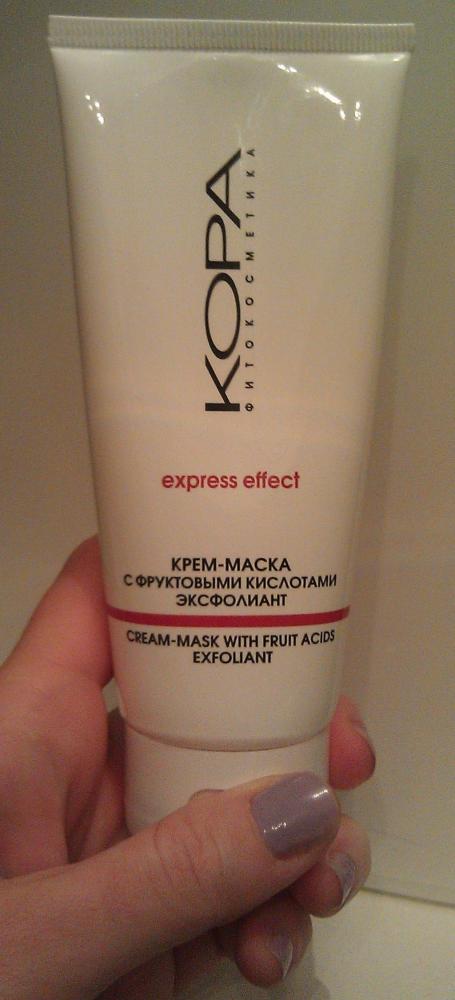 КОРА
ФИТОКОСМЕТИКА
express effect
КРЕМ-МАСКА
С ФРУКТОВЫМИ КИСЛОТАМИ
ЭКСФОЛИАНТ
CREAM-MASK WITH FRUIT ACIDS
EXFOLIANT